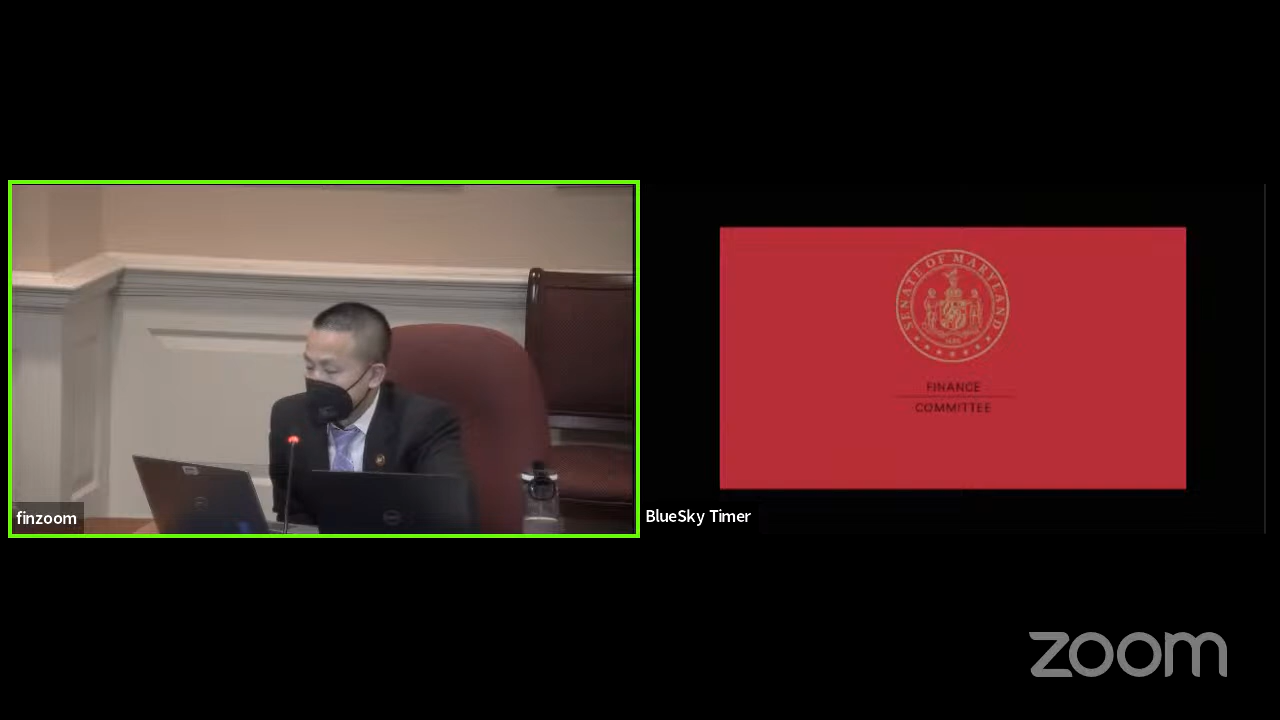 finzoom
SENATE OF MARYLAND
FINANCE
COMMITTEE
BlueSky Timer
zoom